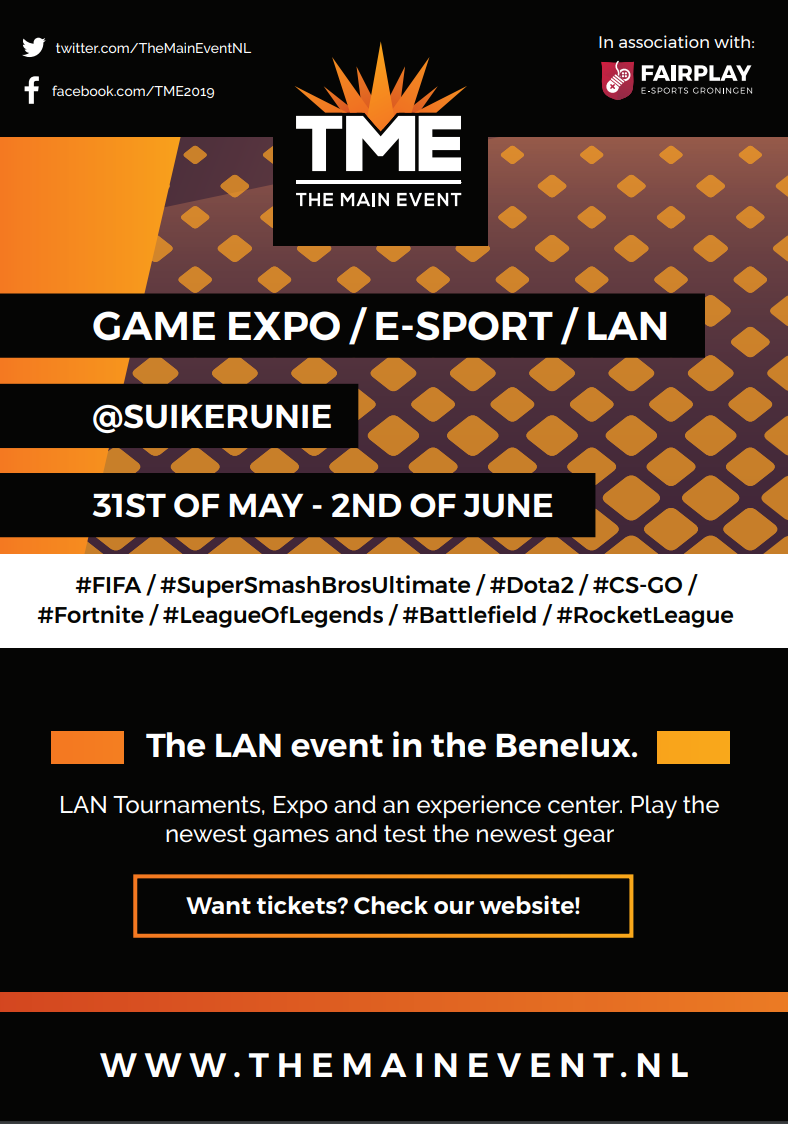 twitter.com/TheMainEventNL
facebook.com/TME2019
In association with:
FAIRPLAY
E-SPORTS GRONINGEN
TME
THE MAIN EVENT
GAME EXPO / E-SPORT / LAN
@SUIKERUNIE
31ST OF MAY - 2ND OF JUNE
#FIFA / #SuperSmashBrosUltimate / #Dota2 / #CS-GO /
#Fortnite / #LeagueOfLegends / #Battlefield / #RocketLeague
The LAN event in the Benelux.
LAN Tournaments, Expo and an experience center. Play the
newest games and test the newest gear
Want tickets? Check our website!
WWW.THEMAINEVENT.NL